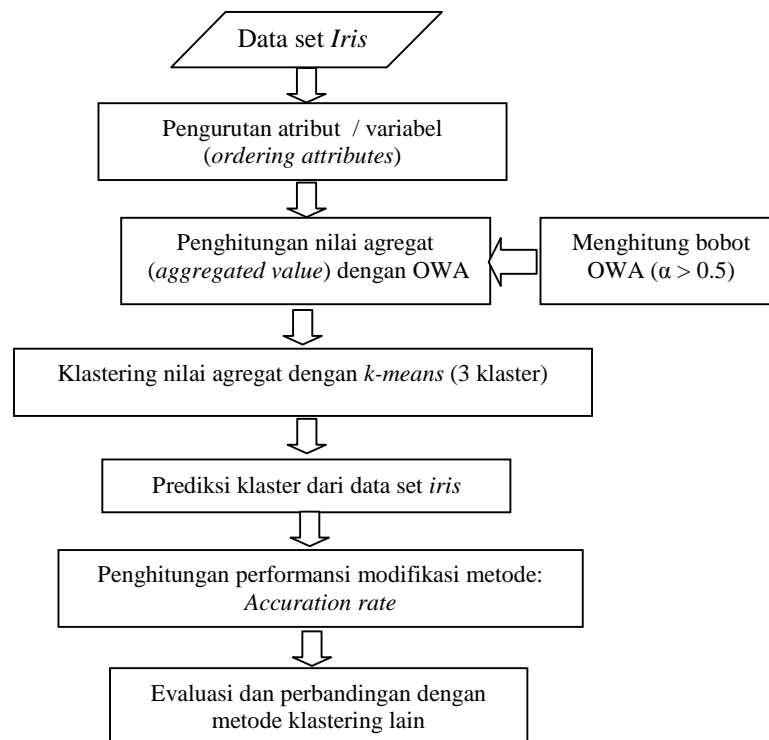 Data set Iris
Pengurutan atribut / variabel
(ordering attributes)
Penghitungan nilai agregat
(aggregated value) dengan OWA
Menghitung bobot
OWA (α > 0.5)
Klastering nilai agregat dengan k-means (3 klaster)
Prediksi klaster dari data set iris
Penghitungan performansi modifikasi metode:
Accuration rate
Evaluasi dan perbandingan dengan
metode klastering lain